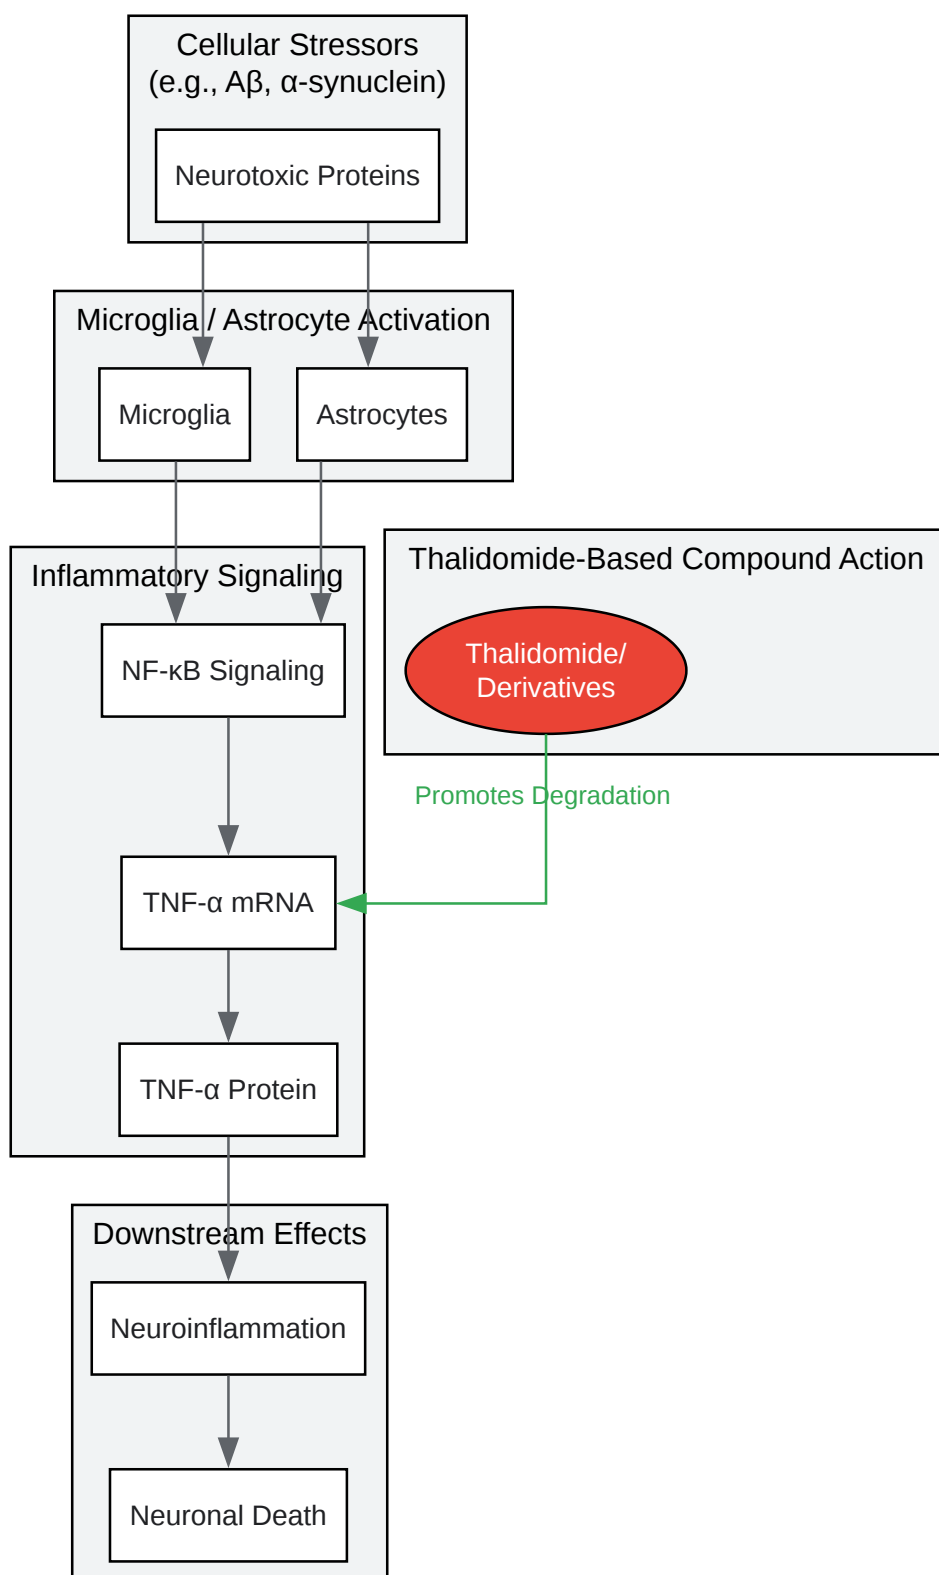 Cellular Stressors
(e.g., Aβ, α-synuclein)
Neurotoxic Proteins
Microglia / Astrocyte Activation
Microglia
Astrocytes
Inflammatory Signaling
Thalidomide-Based Compound Action
NF-κB Signaling
Thalidomide/
Derivatives
Promotes Degradation
TNF-α mRNA
TNF-α Protein
Downstream Effects
Neuroinflammation
Neuronal Death